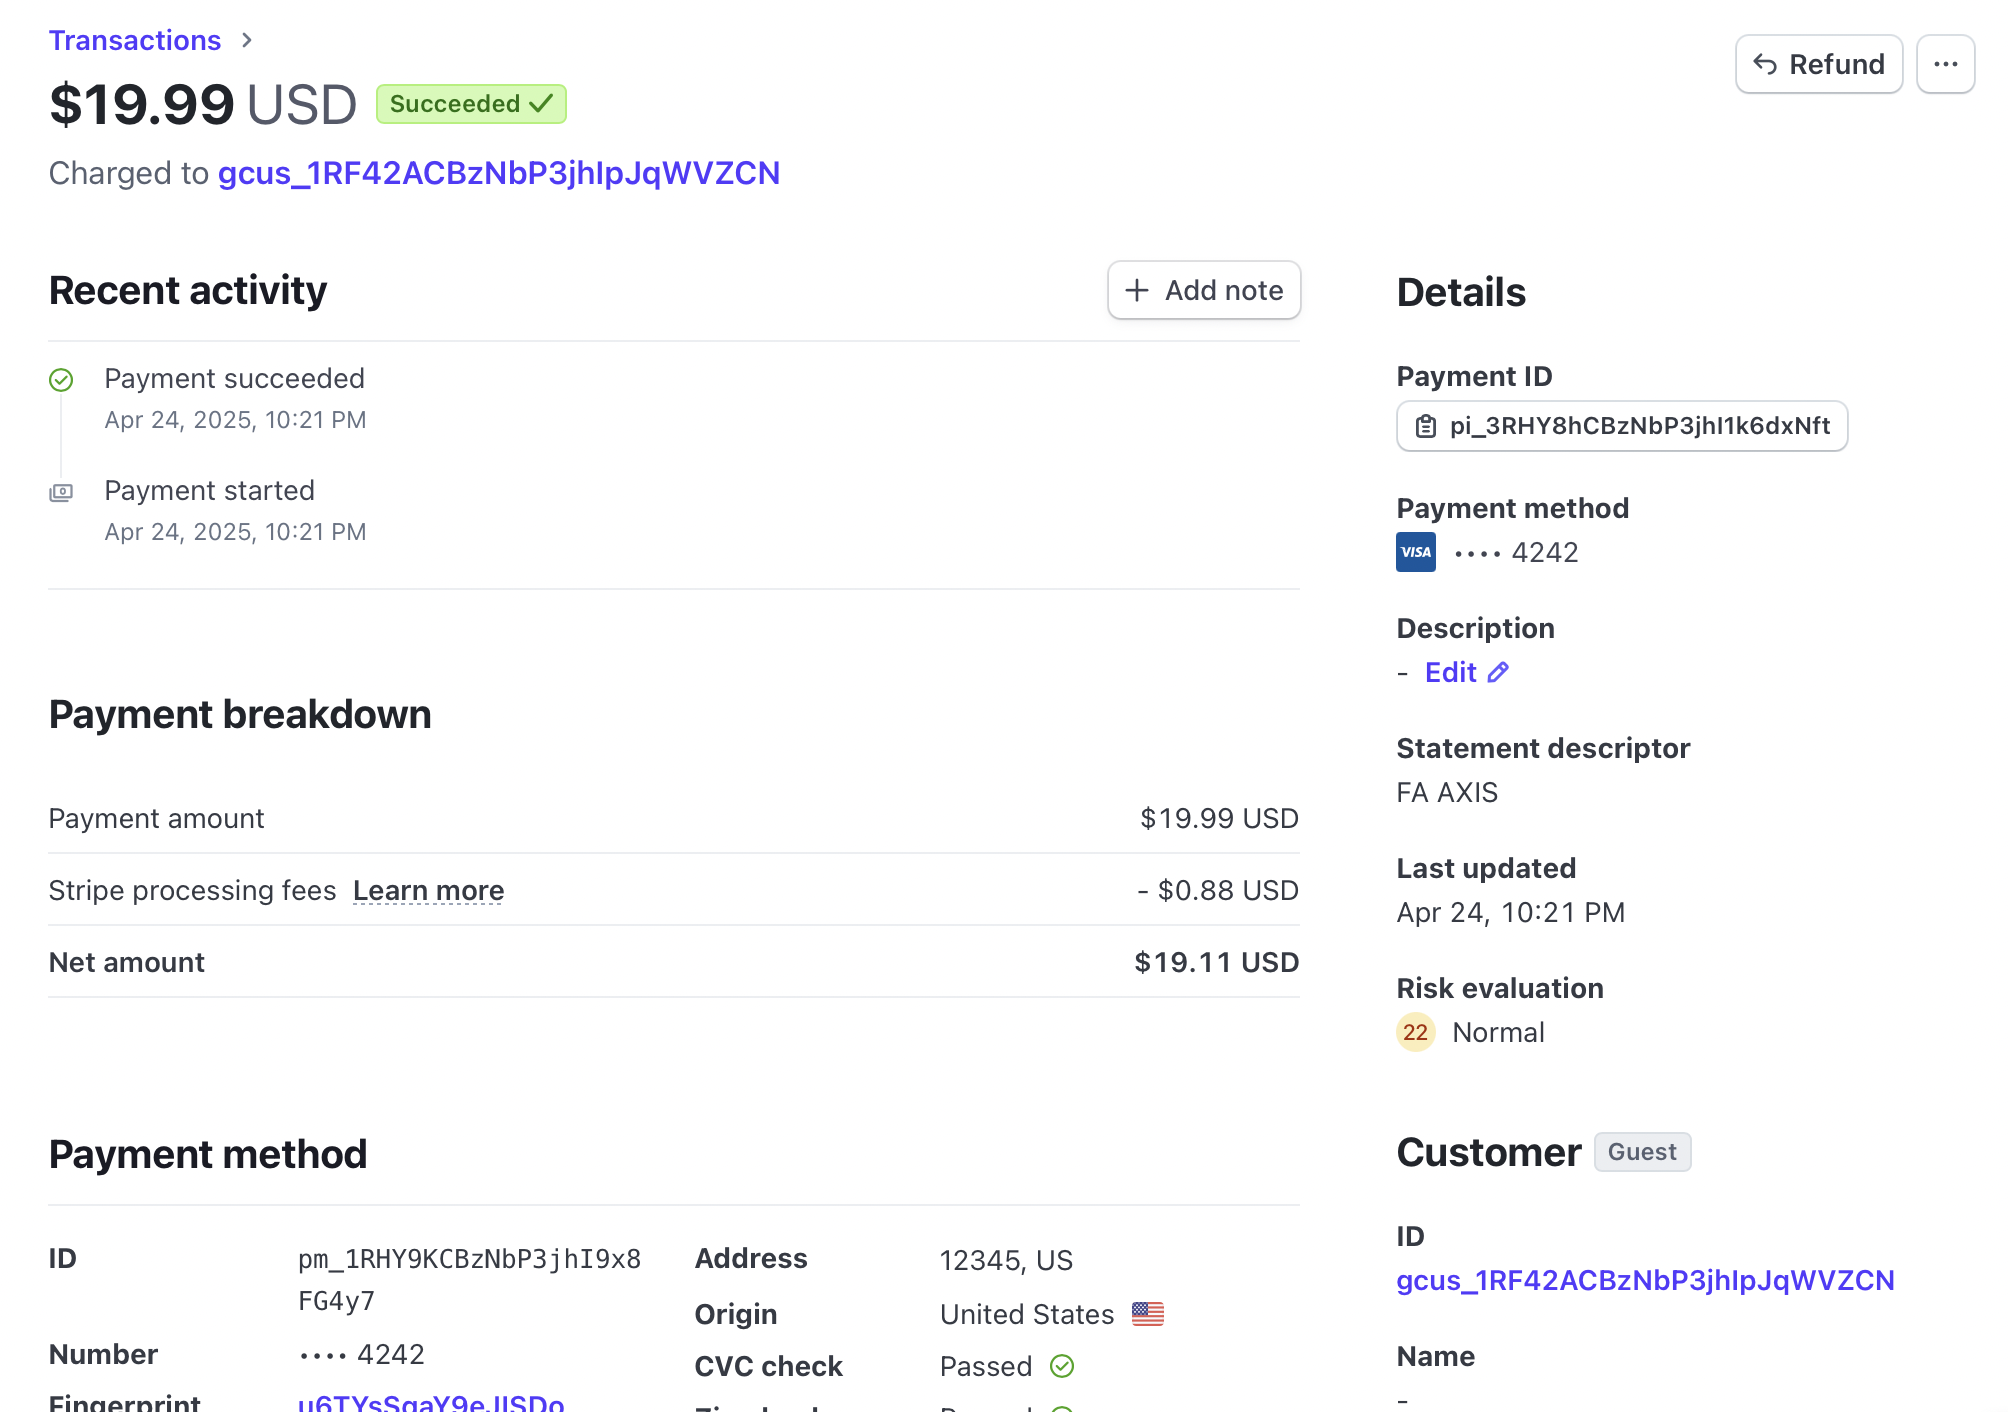 Transactions
$19.99 USD Succeeded
Charged to gcus_1RF42ACBzNbP3jhIpJqWVZCN
Refund
Recent activity
Add note
Payment succeeded
Apr 24, 2025, 10:21 PM
Payment started
Apr 24, 2025, 10:21 PM
Payment breakdown
Payment amount $19.99 USD
Stripe processing fees Learn more - $0.88 USD
Net amount $19.11 USD
Payment method
ID pm_1RHY9KCBzNbP3jhI9x8
FG4y7
Number •••• 4242
Fingerprint
Address 12345, US
Origin United States
CVC check Passed
Details
Payment ID
pi_3RHY8hCBzNbP3jhI1k6dxNft
Payment method
VISA •••• 4242
Description
- Edit
Statement descriptor
FA AXIS
Last updated
Apr 24, 10:21 PM
Risk evaluation
22 Normal
Customer Guest
ID
gcus_1RF42ACBzNbP3jhIpJqWVZCN
Name
-